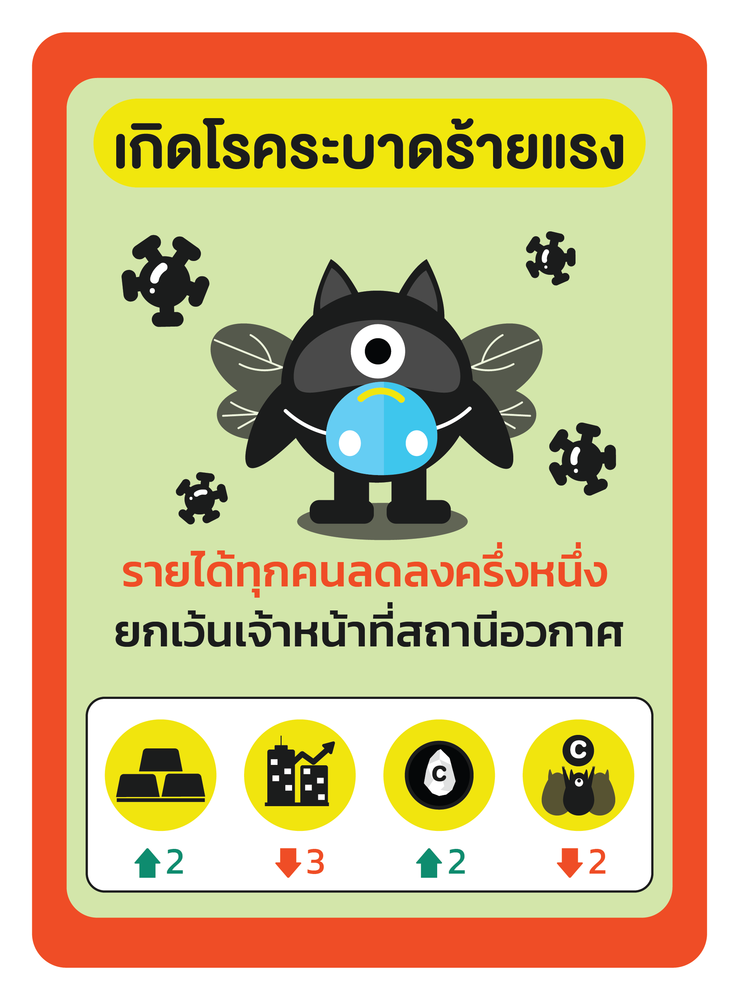 เกิดโรคระบาดร้ายแรง
รายได้ทุกคนลดลงครึ่งหนึ่ง
ยกเว้นเจ้าหน้าที่สถานีอวกาศ
C
C
2 3 2 2